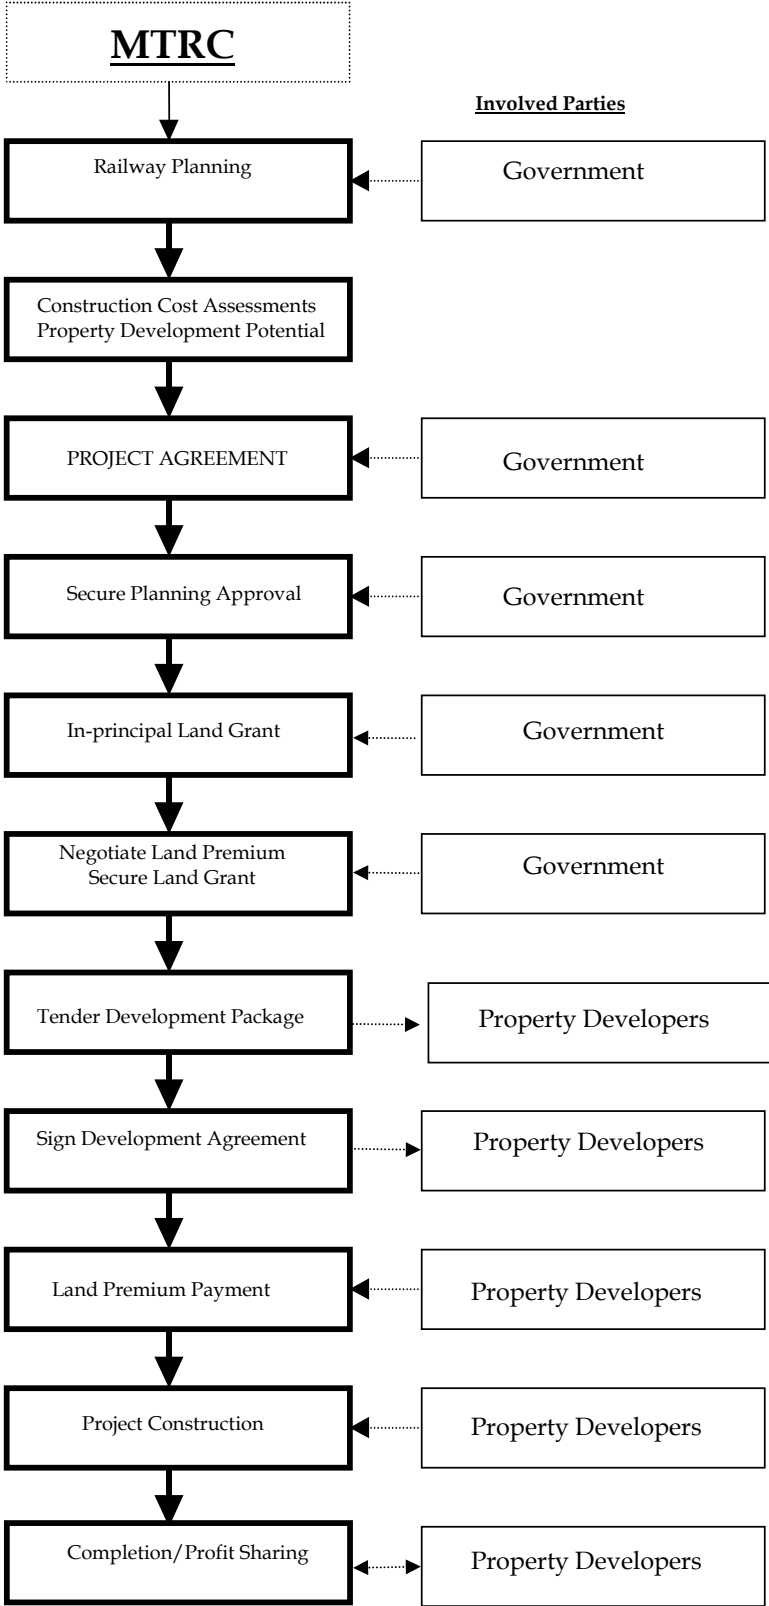 MTRC
Involved Parties
Railway Planning
Government
Construction Cost Assessments
Property Development Potential
PROJECT AGREEMENT
Government
Secure Planning Approval
Government
In-principal Land Grant
Government
Negotiate Land Premium
Secure Land Grant
Government
Tender Development Package
Property Developers
Sign Development Agreement
Property Developers
Land Premium Payment
Property Developers
Project Construction
Property Developers
Completion/Profit Sharing
Property Developers